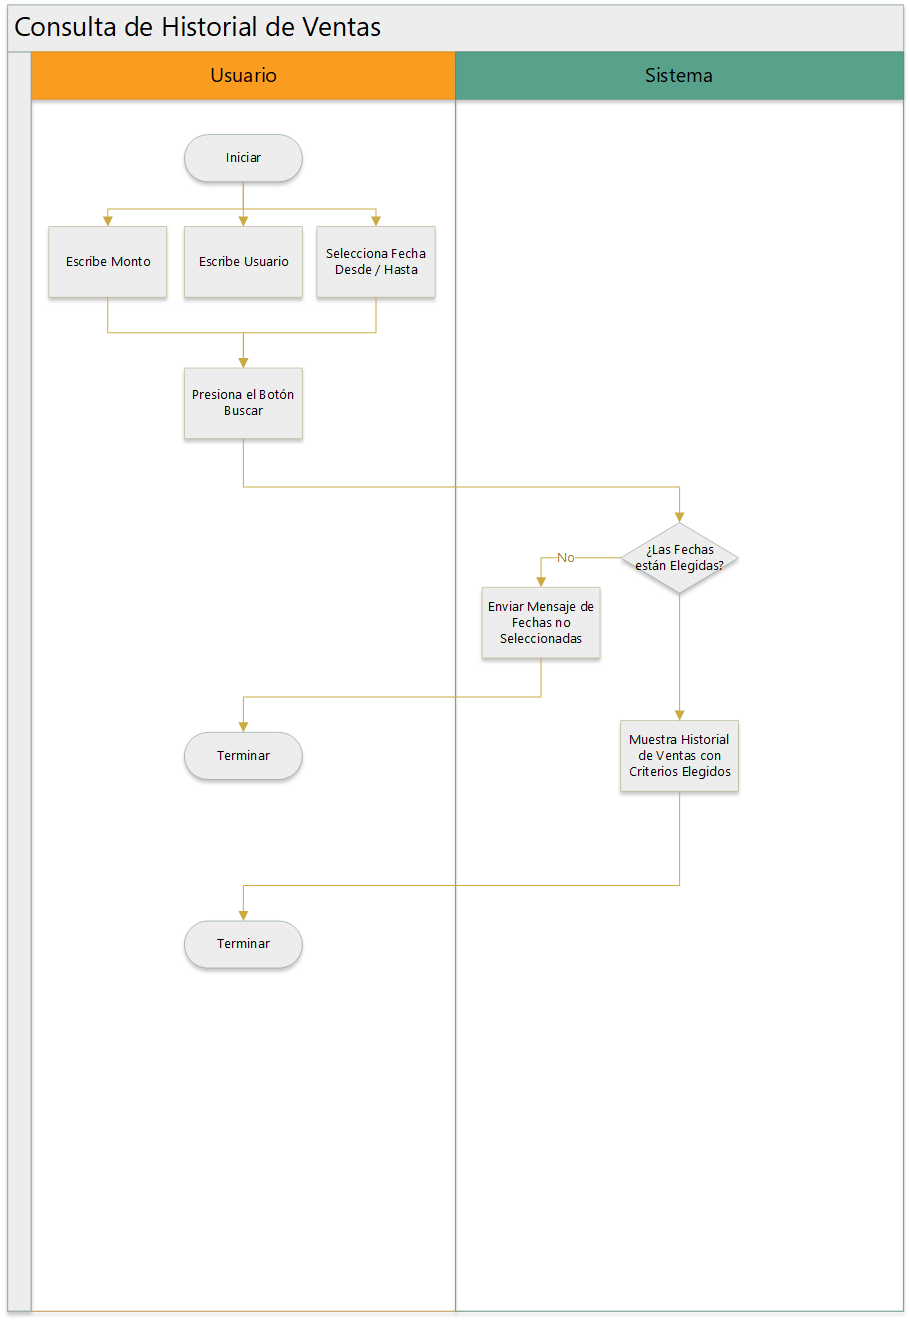 Consulta de Historial de Ventas
Usuario
Sistema
Iniciar
Escribe Monto
Escribe Usuario
Selecciona Fecha
Desde / Hasta
Presiona el Botón
Buscar
¿Las Fechas
están Elegidas?
No
Enviar Mensaje de
Fechas no
Seleccionadas
Terminar
Muestra Historial
de Ventas con
Criterios Elegidos
Terminar